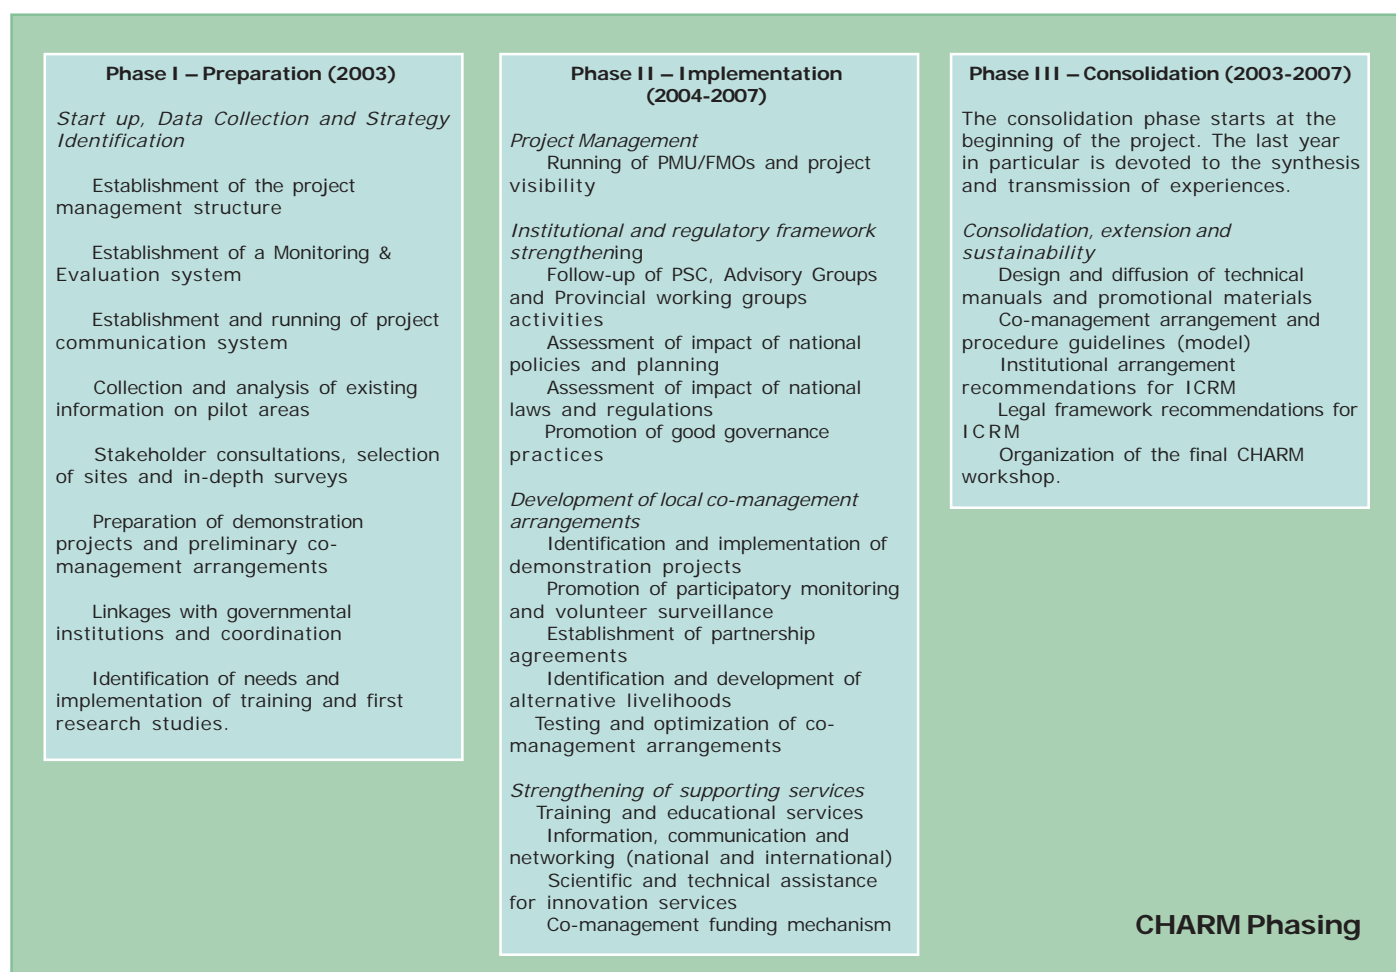 Phase I – Preparation (2003)
Start up, Data Collection and Strategy
Identification
Establishment of the project
management structure
Establishment of a Monitoring &
Evaluation system
Establishment and running of project
communication system
Collection and analysis of existing
information on pilot areas
Stakeholder consultations, selection
of sites and in-depth surveys
Preparation of demonstration
projects and preliminary co-
management arrangements
Linkages with governmental
institutions and coordination
Identification of needs and
implementation of training and first
research studies.
Phase II – Implementation
(2004-2007)
Project Management
Running of PMU/FMOs and project
visibility
Institutional and regulatory framework
strengthening
Follow-up of PSC, Advisory Groups
and Provincial working groups
activities
Assessment of impact of national
policies and planning
Assessment of impact of national
laws and regulations
Promotion of good governance
practices
Development of local co-management
arrangements
Identification and implementation of
demonstration projects
Promotion of participatory monitoring
and volunteer surveillance
Establishment of partnership
agreements
Identification and development of
alternative livelihoods
Testing and optimization of co-
management arrangements
Strengthening of supporting services
Training and educational services
Information, communication and
networking (national and international)
Scientific and technical assistance
for innovation services
Co-management funding mechanism
Phase III – Consolidation (2003-2007)
The consolidation phase starts at the
beginning of the project. The last year
in particular is devoted to the synthesis
and transmission of experiences.
Consolidation, extension and
sustainability
Design and diffusion of technical
manuals and promotional materials
Co-management arrangement and
procedure guidelines (model)
Institutional arrangement
recommendations for ICRM
Legal framework recommendations for
ICRM
Organization of the final CHARM
workshop.
CHARM Phasing